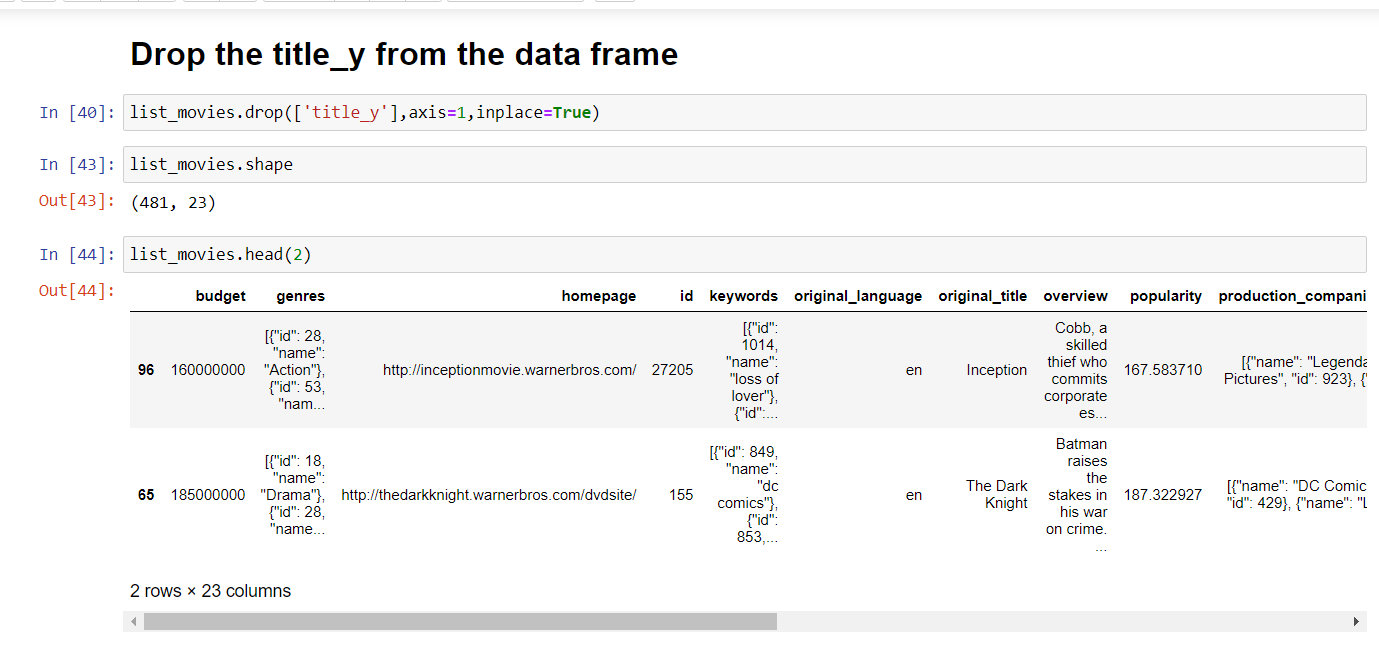 Drop the title_y from the data frame
In [40]: list_movies.drop(['title_y'],axis=1,inplace=True)
In [43]: list_movies.shape
Out[43]: (481, 23)
In [44]: list_movies.head(2)
Out[44]:
budget genres homepage id keywords original_language original_title overview popularity production_compani
96 160000000 [{"id": 28, "name": "Action"}, {"id": 53, "nam... http://inceptionmovie.warnerbros.com/ 27205 [{"id": 1014, "name": "loss of lover"}, {"id":... en Inception Cobb, a skilled thief who commits corporate es... 167.583710 [{"name": "Legenda Pictures", "id": 923}, {"
65 185000000 [{"id": 18, "name": "Drama"}, {"id": 28, "name... http://thedarkknight.warnerbros.com/dvdsite/ 155 [{"id": 849, "name": "dc comics"}, {"id": 853,... en The Dark Knight Batman raises the stakes in his war on crime. ... 187.322927 [{"name": "DC Comic "id": 429}, {"name": "L
2 rows × 23 columns